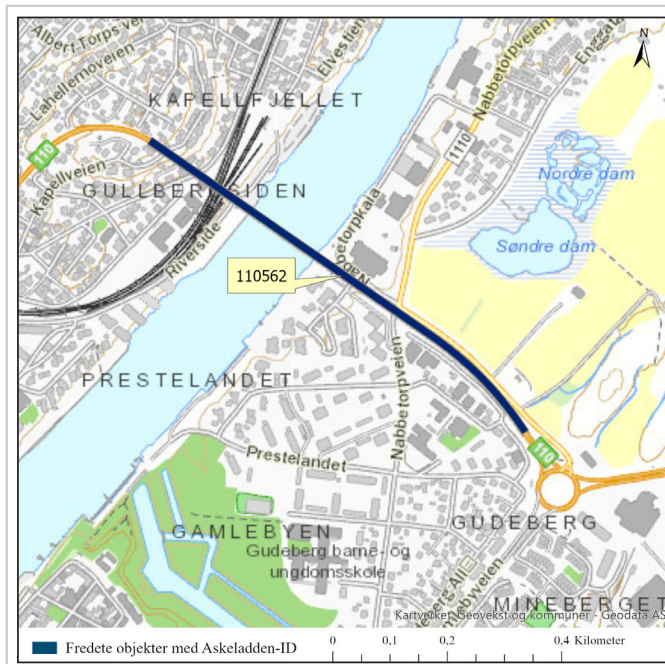 N
Albert-Torps-vei
Lahellemoveien
Elvestien
Nabbetorpveien
Enggata
KAPELLFJELLET
110
1110
Kapellveien
GULLBERGSIDEN
Nordre dam
Søndre dam
Riverside
Nabbetorpkaia
110562
PRESTELANDET
Nabbetorpveien
Prestelandet
110
GAMLEBYEN
GUDEBERG
Gudeberg barne- og
ungdomsskole
MINEBERGET
Kartverket, Geovekst og kommuner - Geodata AS
Fredete objekter med Askeladden-ID
0 0,1 0,2 0,4 Kilometer